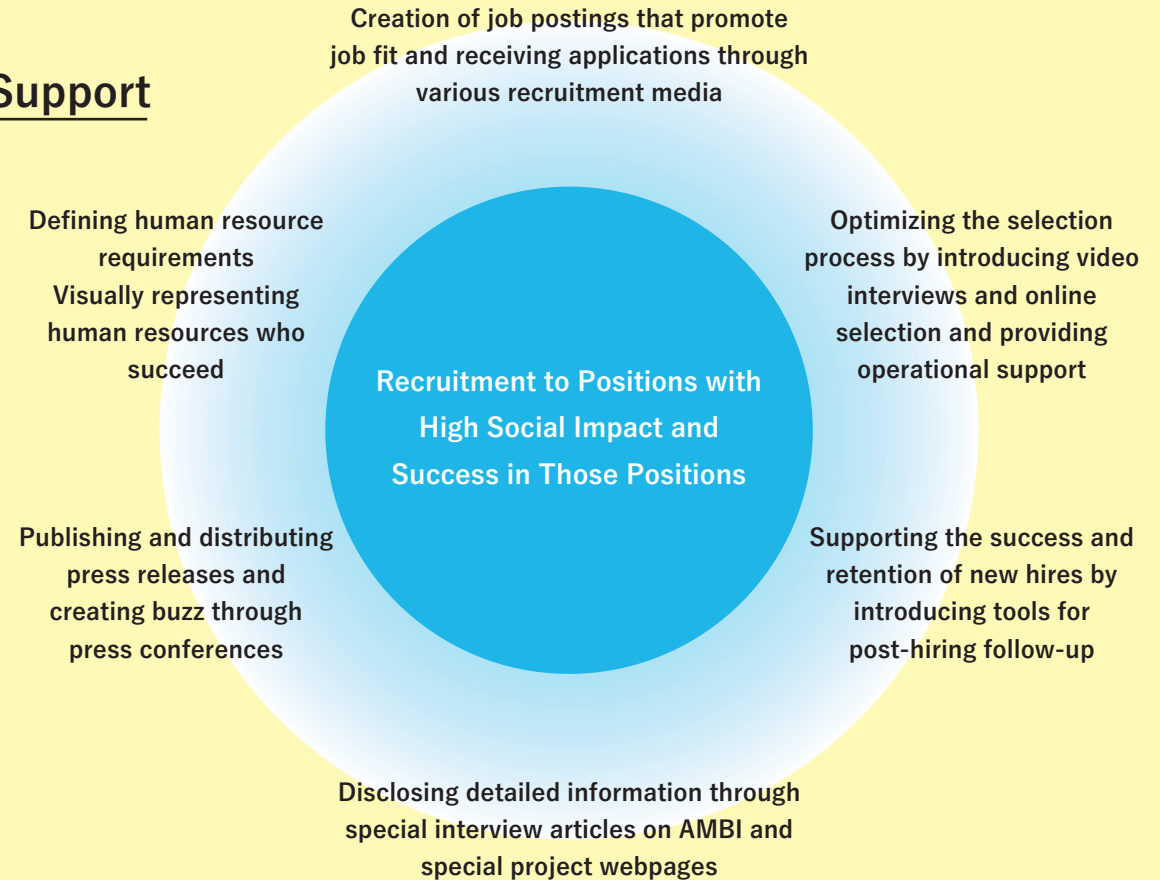 Support
Creation of job postings that promote
job fit and receiving applications through
various recruitment media
Defining human resource
requirements
Visually representing
human resources who
succeed
Optimizing the selection
process by introducing video
interviews and online
selection and providing
operational support
Recruitment to Positions with
High Social Impact and
Success in Those Positions
Publishing and distributing
press releases and
creating buzz through
press conferences
Supporting the success and
retention of new hires by
introducing tools for
post-hiring follow-up
Disclosing detailed information through
special interview articles on AMBI and
special project webpages